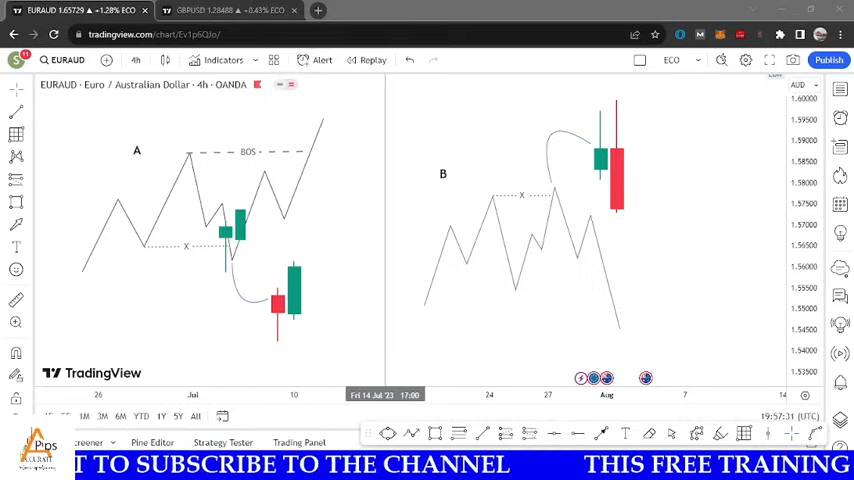 EURAUD 1.65729 ▲ +1.28% ECO
GBPUSD 1.28488 ▲ +0.43% ECO
tradingview.com/chart/Ev1p6QJo/
S 11 EURAUD 4h Indicators Alert Replay ECO Publish
EURAUD · Euro / Australian Dollar · 4h · OANDA
AUD
1.60000
1.59500
1.59000
1.58500
1.58000
1.57500
1.57000
1.56500
1.56000
1.55500
1.55000
1.54500
1.54000
1.53500
A
BOS
X
B
X
TradingView
26 Jul 10 Fri 14 Jul '23 17:00 24 27 Aug 7 14
1M 3M 6M YTD 1Y 5Y All
19:57:31 (UTC)
Pine Editor Strategy Tester Trading Panel
Pips
T TO SUBSCRIBE TO THE CHANNEL THIS FREE TRAINING